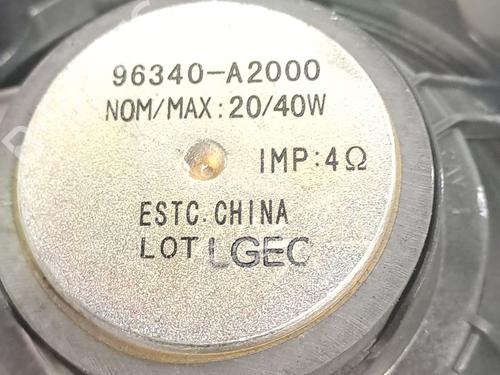 96340-A2000
NOM/MAX:20/40W
IMP:4Ω
ESTC.CHINA
LOT LGEC